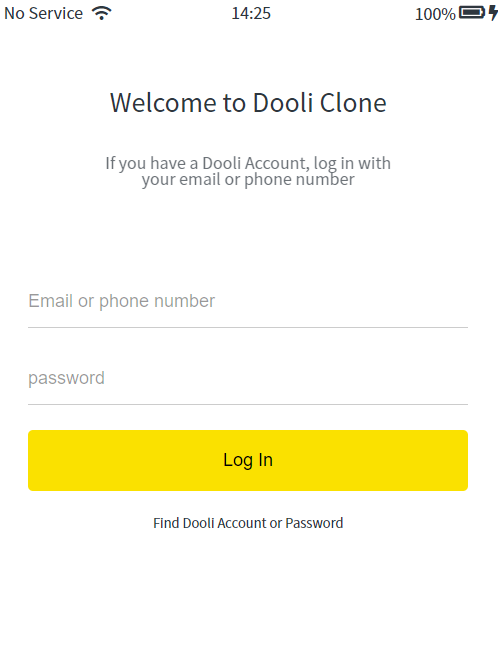 No Service 14:25 100%
Welcome to Dooli Clone
If you have a Dooli Account, log in with
your email or phone number
Email or phone number
password
Log In
Find Dooli Account or Password